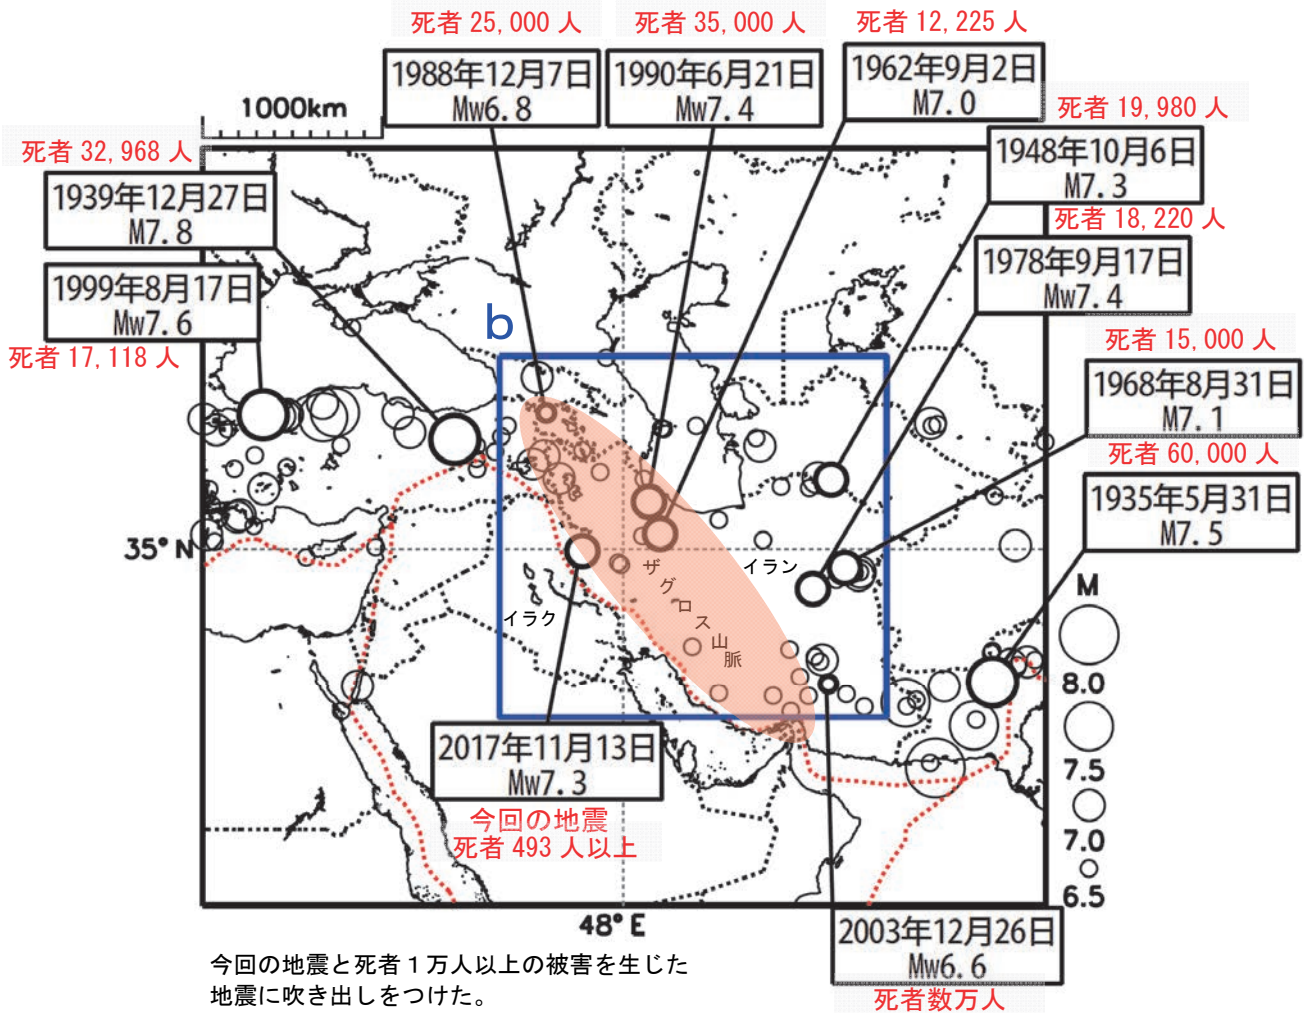 死者 25,000 人
死者 35,000 人
死者 12,225 人
1988年12月7日
Mw6.8
1990年6月21日
Mw7.4
1962年9月2日
M7.0
1000km
死者 19,980 人
1948年10月6日
M7.3
死者 32,968 人
1939年12月27日
M7.8
死者 18,220 人
1978年9月17日
Mw7.4
1999年8月17日
Mw7.6
死者 17,118 人
b
死者 15,000 人
1968年8月31日
M7.1
死者 60,000 人
1935年5月31日
M7.5
35°N
イラン
イラク
ザグロス山脈
M
8.0
7.5
7.0
6.5
2017年11月13日
Mw7.3
今回の地震
死者 493 人以上
48°E
2003年12月26日
Mw6.6
死者数万人
今回の地震と死者１万人以上の被害を生じた
地震に吹き出しをつけた。